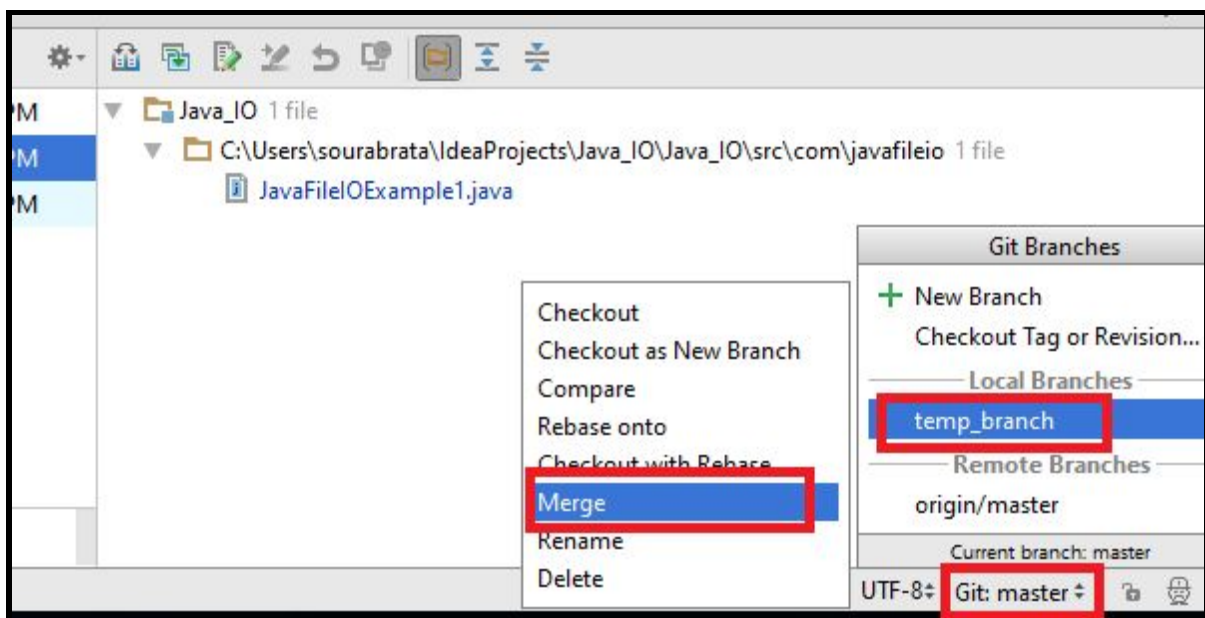 PM
PM
PM
Java_IO 1 file
C:\Users\sourabrata\IdeaProjects\Java_IO\Java_IO\src\com\javafileio 1 file
JavaFileIOExample1.java
Git Branches
New Branch
Checkout Tag or Revision...
Local Branches
temp_branch
Remote Branches
origin/master
Current branch: master
Checkout
Checkout as New Branch
Compare
Rebase onto
Checkout with Rebase
Merge
Rename
Delete
UTF-8 Git: master